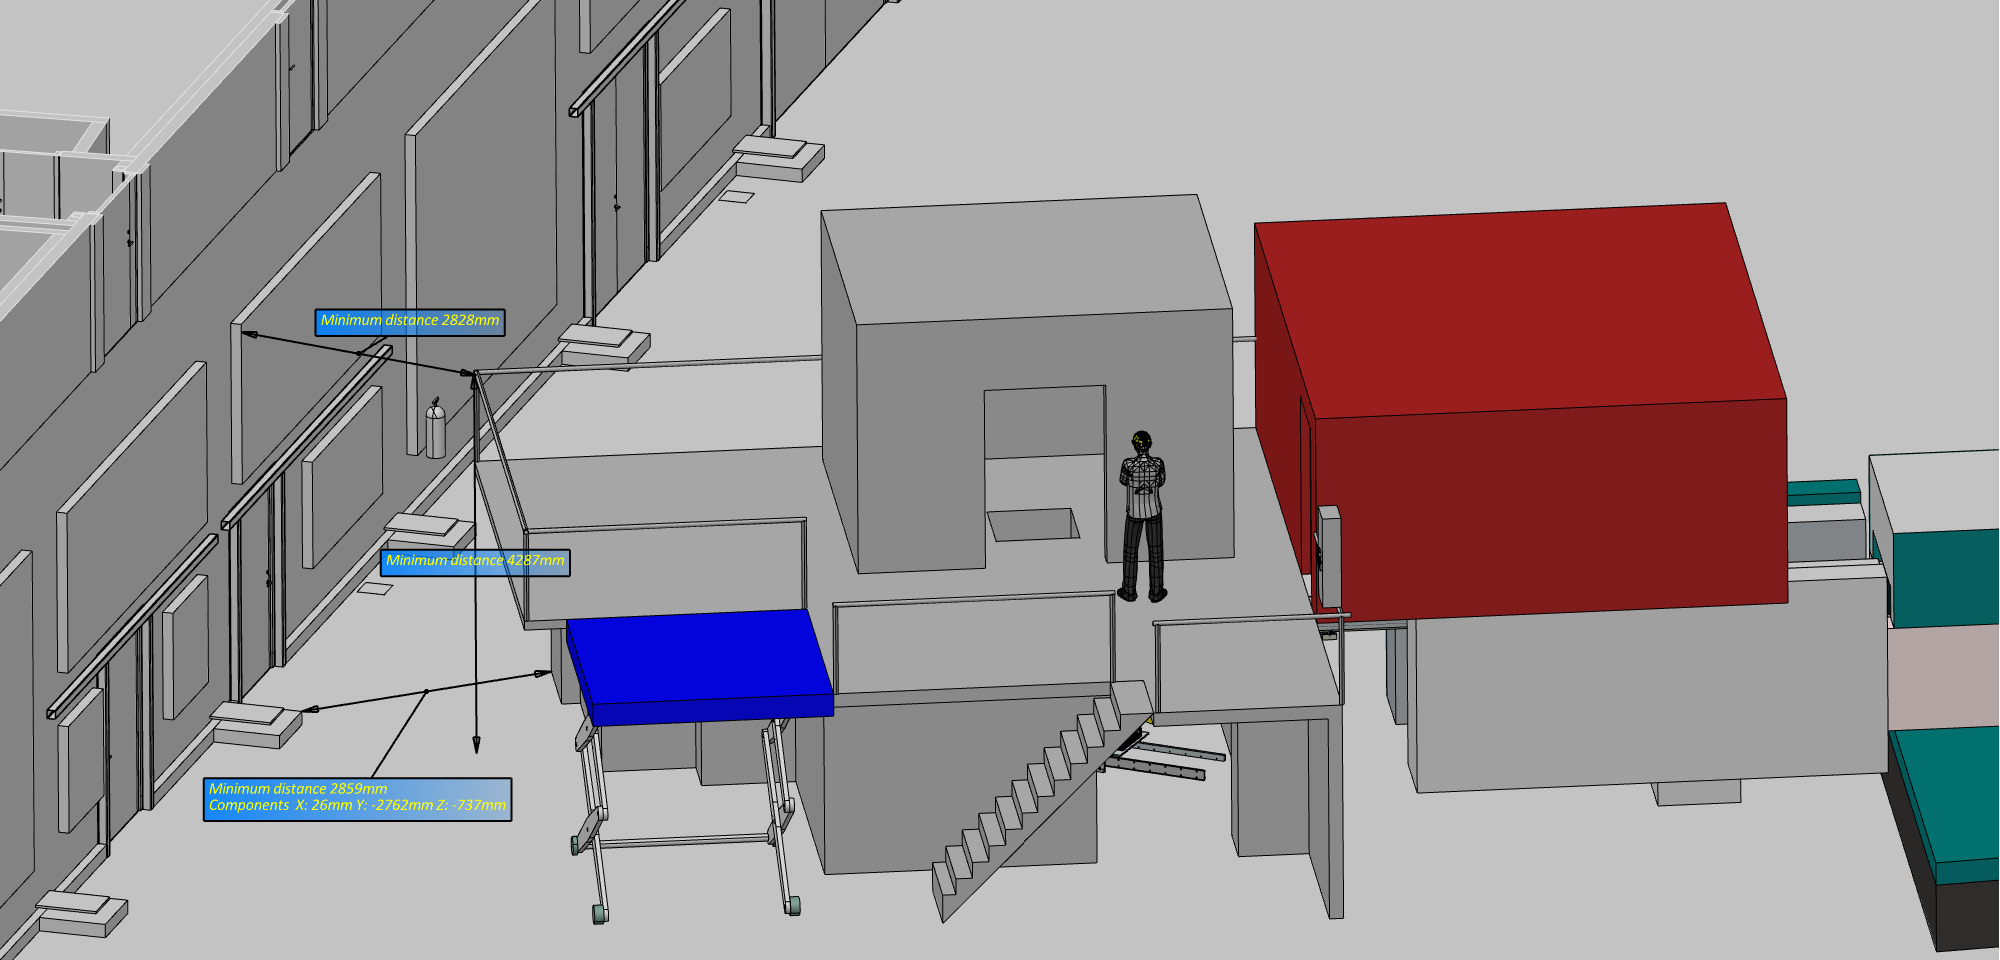 Minimum distance 2828mm
Minimum distance 4287mm
Minimum distance 2859mm
Components X: 26mm Y: -2762mm Z: -737mm